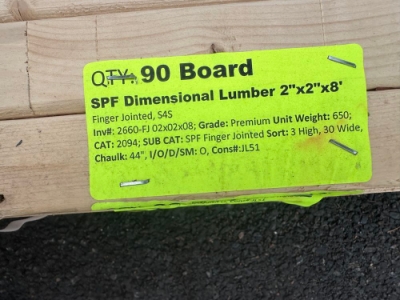 QTY: 90 Board
SPF Dimensional Lumber 2"x2"x8'
Finger Jointed, S4S
Inv#: 2660-FJ 02x02x08; Grade: Premium Unit Weight: 650;
CAT: 2094; SUB CAT: SPF Finger Jointed Sort: 3 High, 30 Wide,
Chaulk: 44", I/O/D/SM: O, Cons#:JL51